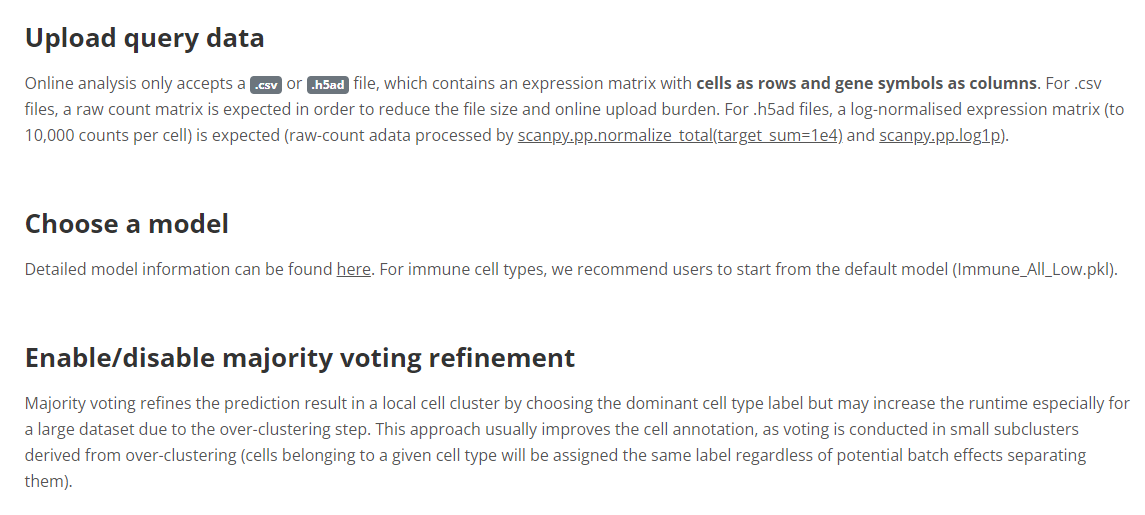 Upload query data
Online analysis only accepts a .csv or .h5ad file, which contains an expression matrix with cells as rows and gene symbols as columns. For .csv
files, a raw count matrix is expected in order to reduce the file size and online upload burden. For .h5ad files, a log-normalised expression matrix (to
10,000 counts per cell) is expected (raw-count adata processed by scanpy.pp.normalize_total(target_sum=1e4) and scanpy.pp.log1p).
Choose a model
Detailed model information can be found here. For immune cell types, we recommend users to start from the default model (Immune_All_Low.pkl).
Enable/disable majority voting refinement
Majority voting refines the prediction result in a local cell cluster by choosing the dominant cell type label but may increase the runtime especially for
a large dataset due to the over-clustering step. This approach usually improves the cell annotation, as voting is conducted in small subclusters
derived from over-clustering (cells belonging to a given cell type will be assigned the same label regardless of potential batch effects separating
them).